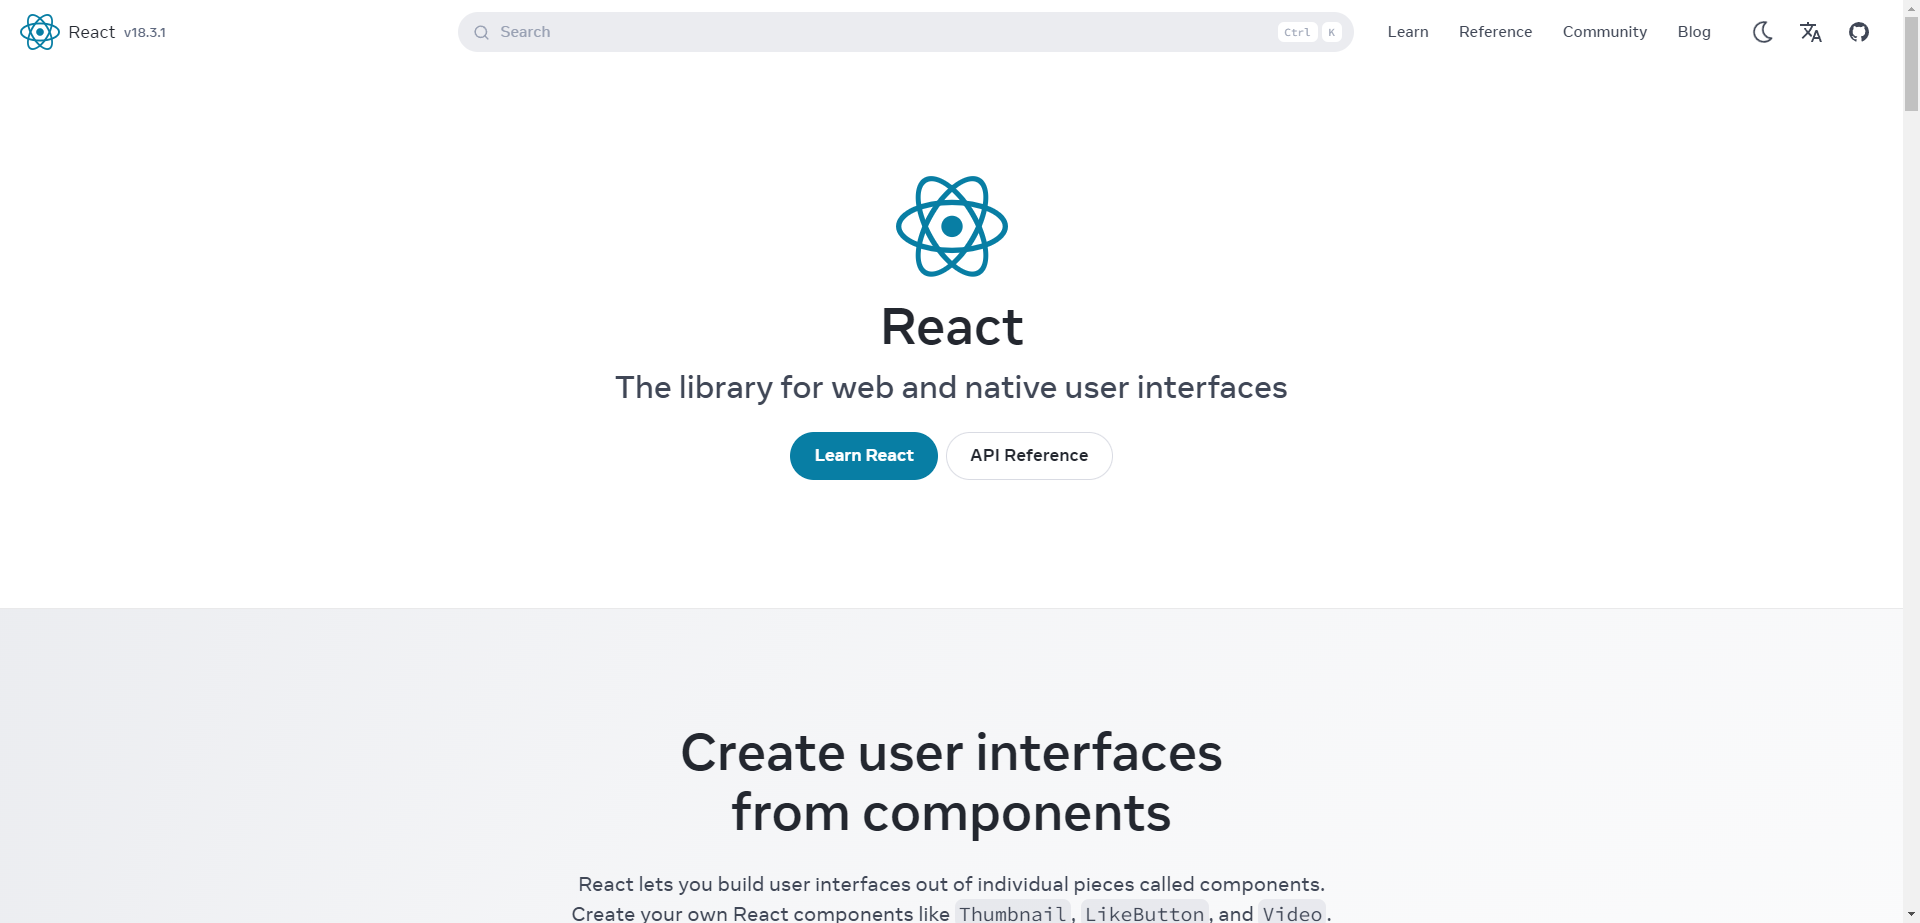 React v18.3.1
Search
Ctrl K
Learn Reference Community Blog
React
The library for web and native user interfaces
Learn React API Reference
Create user interfaces
from components
React lets you build user interfaces out of individual pieces called components.
Create your own React components like Thumbnail, LikeButton, and Video.